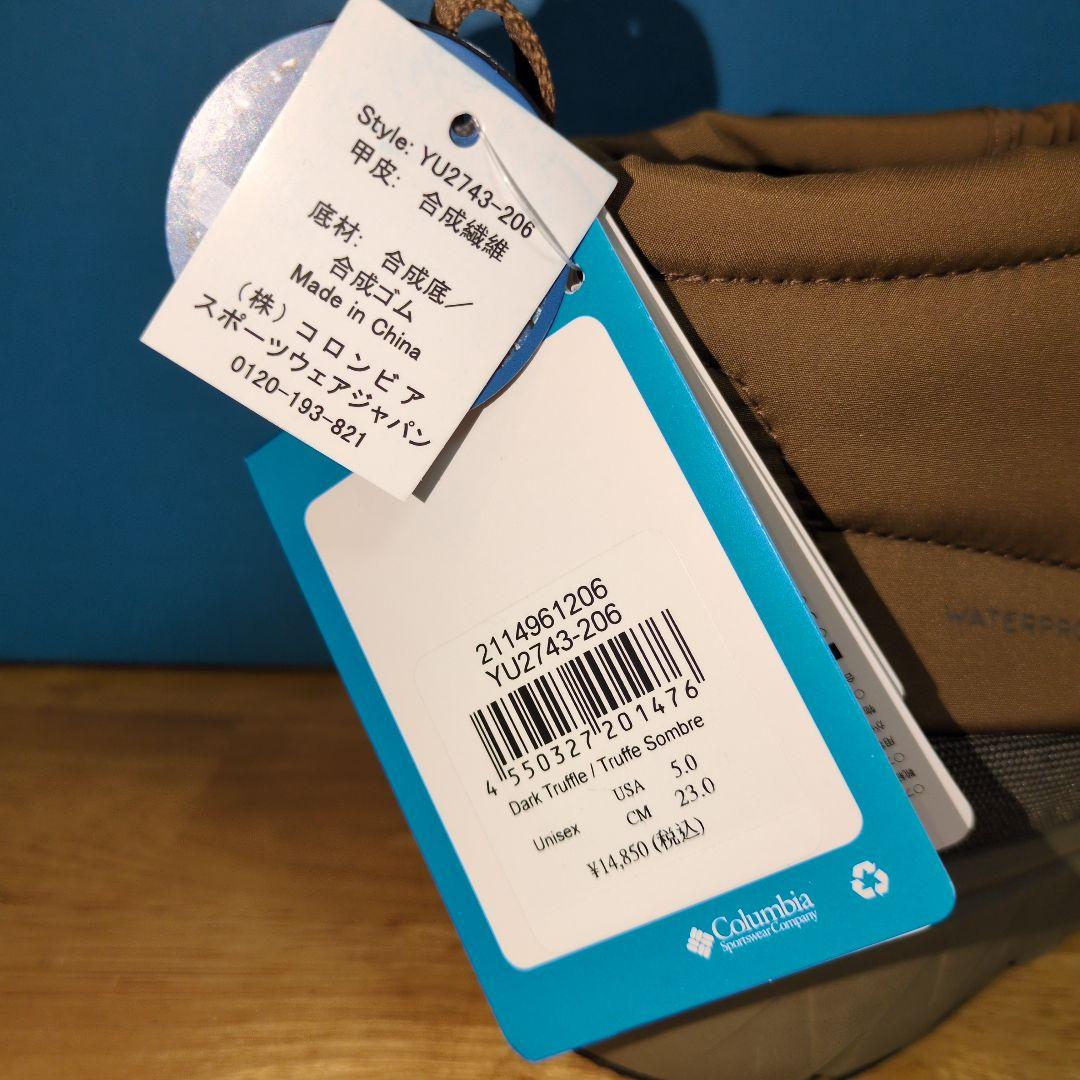 Style: YU2743-206
甲皮: 合成繊維
底材: 合成底／
合成ゴム
Made in China
（株）コロンビア
スポーツウェアジャパン
0120-193-821
2114961206
YU2743-206
4 550327 201476
Dark Truffle / Truffe Sombre
USA 5.0
Unisex CM 23.0
¥14,850 (税込)
Columbia
Sportswear Company